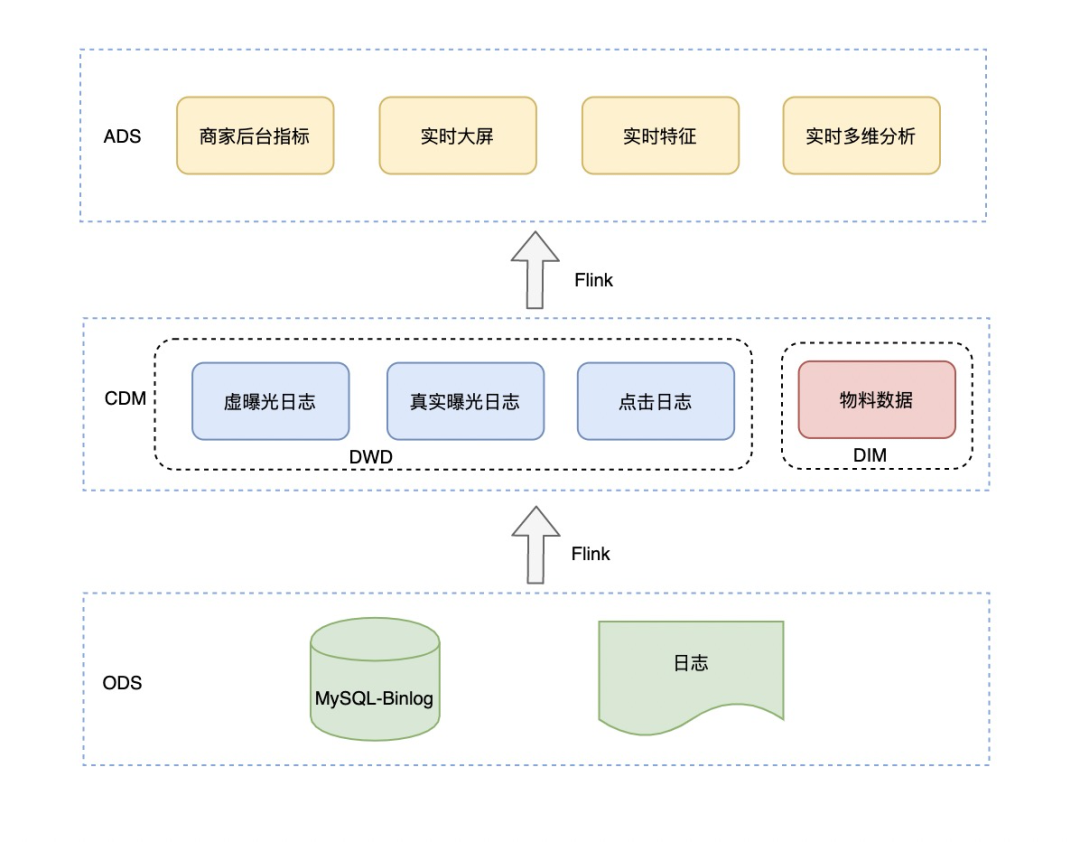 ADS
商家后台指标
实时大屏
实时特征
实时多维分析
Flink
CDM
虚曝光日志
真实曝光日志
点击日志
物料数据
DWD
DIM
Flink
ODS
MySQL-Binlog
日志